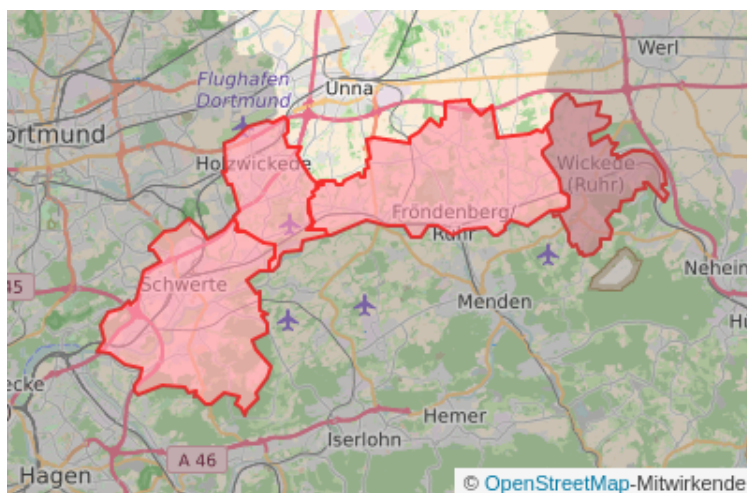 Werl
Flughafen
Dortmund
Unna
ortmund
Holzwickede
Wickede
(Ruhr)
Fröndenberg/
Ruhr
Neheim
45
Schwerte
Menden
Hu
ecke
Hemer
Iserlohn
A 46
Hagen
© OpenStreetMap-Mitwirkende